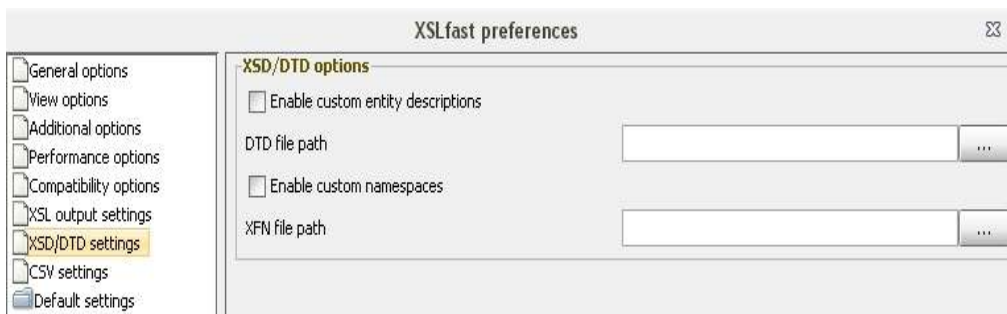 XSLfast preferences
General options
View options
Additional options
Performance options
Compatibility options
XSL output settings
XSD/DTD settings
CSV settings
Default settings
XSD/DTD options
Enable custom entity descriptions
DTD file path
...
Enable custom namespaces
XFN file path
...